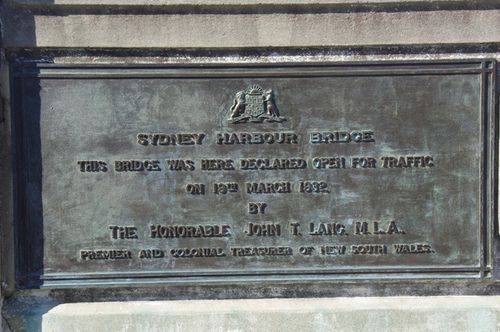 SYDNEY HARBOUR BRIDGE
THIS BRIDGE WAS HERE DECLARED OPEN FOR TRAFFIC
ON 19TH MARCH 1932.
BY
THE HONORABLE JOHN T. LANG, M.L.A.
PREMIER AND COLONIAL TREASURER OF NEW SOUTH WALES.